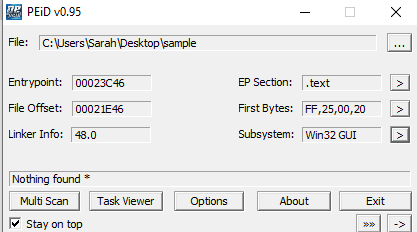 PEiD v0.95
File: C:\Users\Sarah\Desktop\sample ...
Entrypoint: 00023C46 EP Section: .text >
File Offset: 00021E46 First Bytes: FF,25,00,20 >
Linker Info: 48.0 Subsystem: Win32 GUI >
Nothing found *
Multi Scan Task Viewer Options About Exit
Stay on top »» ->